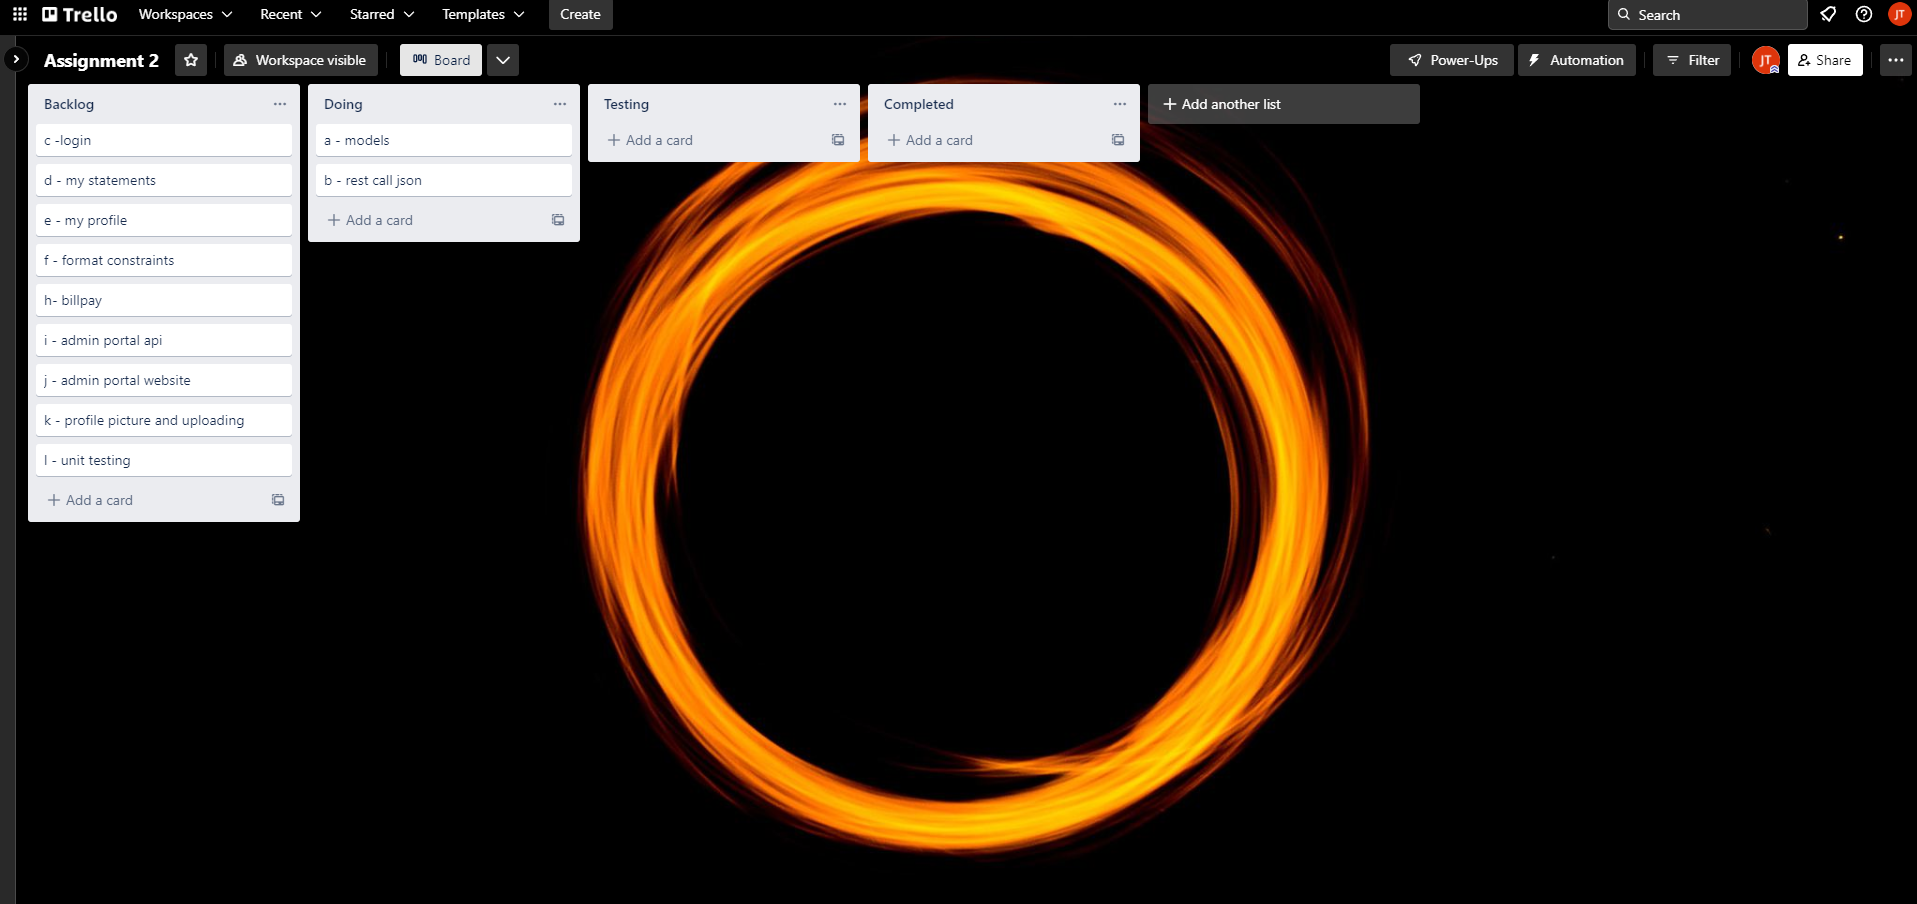 Trello Workspaces Recent Starred Templates Create Search JT
Assignment 2 Workspace visible Board Power-Ups Automation Filter JT Share
Backlog
c -login
d - my statements
e - my profile
f - format constraints
h- billpay
i - admin portal api
j - admin portal website
k - profile picture and uploading
l - unit testing
+ Add a card
Doing
a - models
b - rest call json
+ Add a card
Testing
+ Add a card
Completed
+ Add a card
+ Add another list